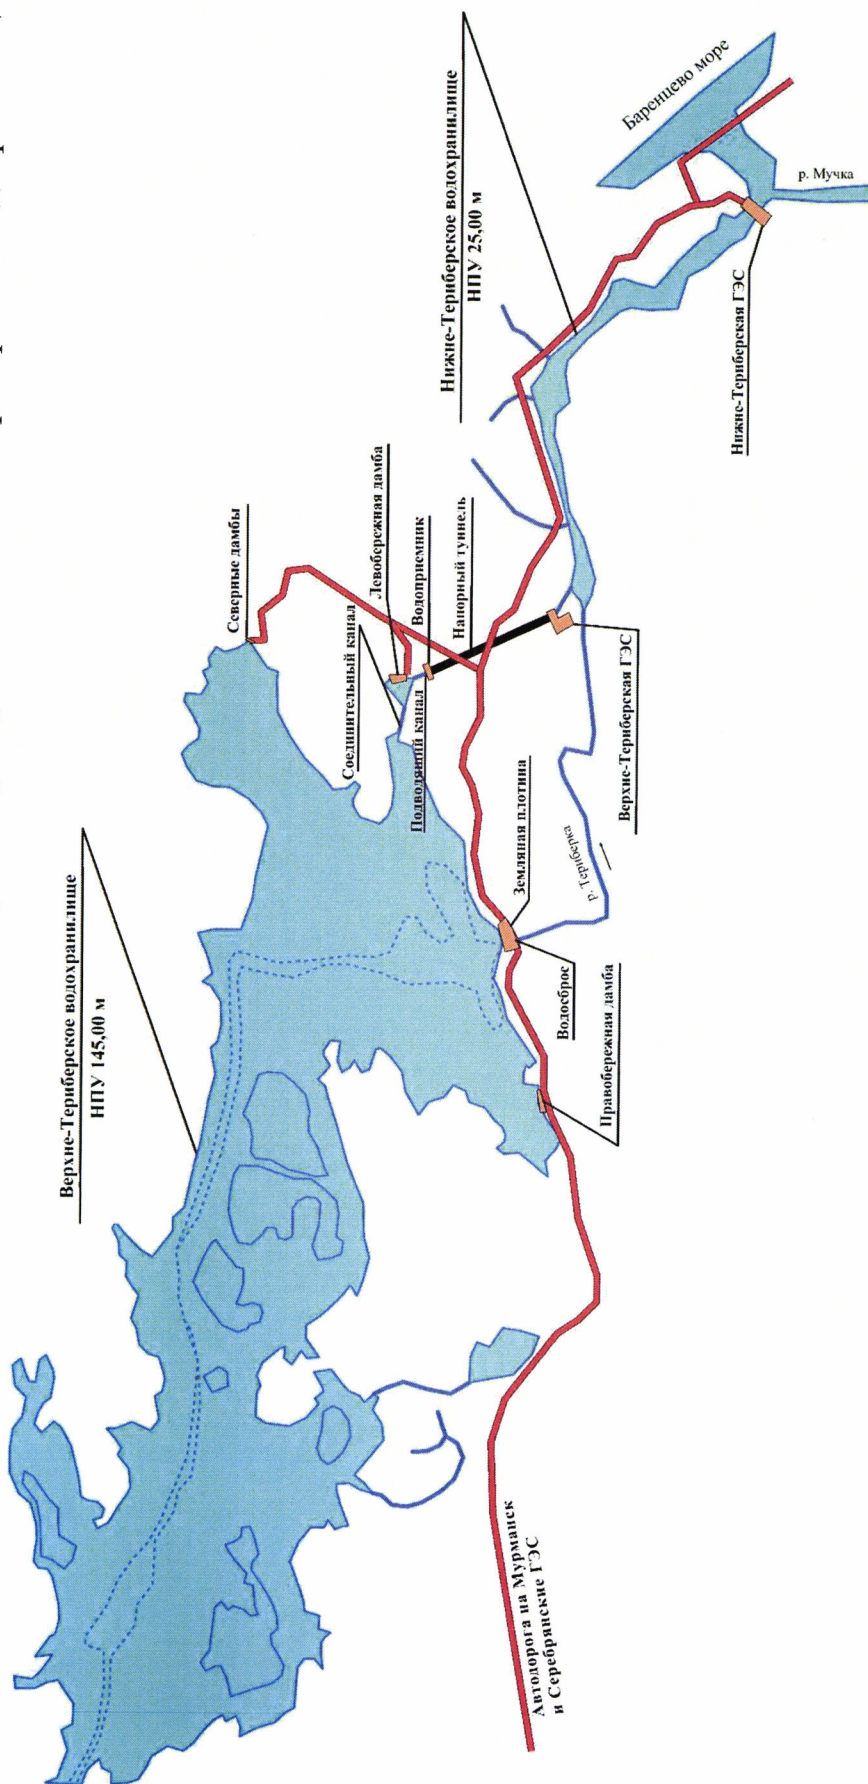 Верхне-Териберское водохранилище
НПУ 145,00 м
Нижне-Териберское водохранилище
НПУ 25,00 м
Баренцево море
р. Мучка
Северные дамбы
Левобережная дамба
Соединительный канал
Водоприемник
Подводящий канал
Напорный туннель
Нижне-Териберская ГЭС
Верхне-Териберская ГЭС
р. Териберка
Земляная плотина
Водосброс
Правобережная дамба
Автодорога на Мурманск
и Серебрянские ГЭС